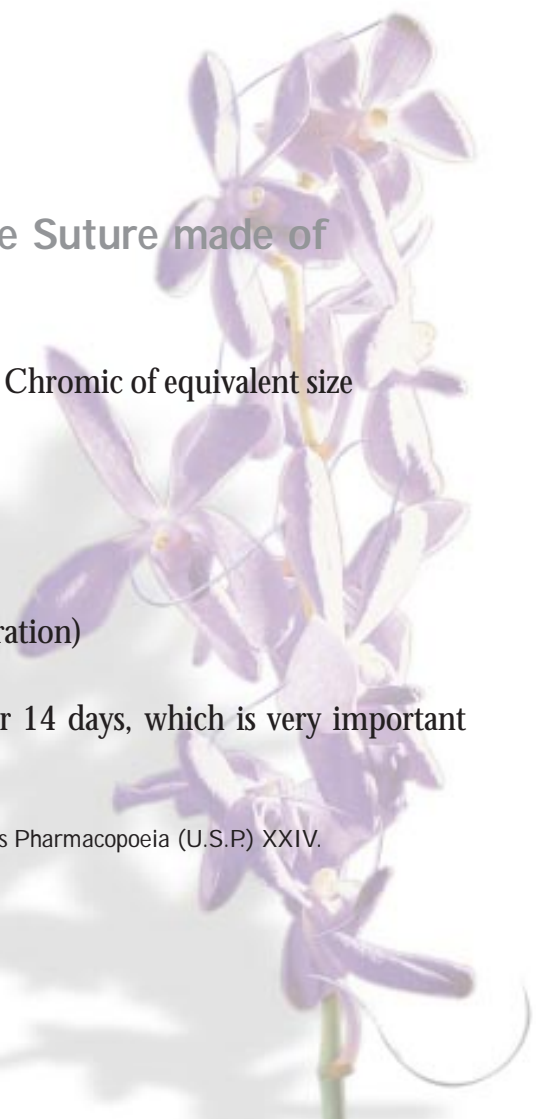 e Suture made of
Chromic of equivalent size
ration)
r 14 days, which is very important
s Pharmacopoeia (U.S.P.) XXIV.